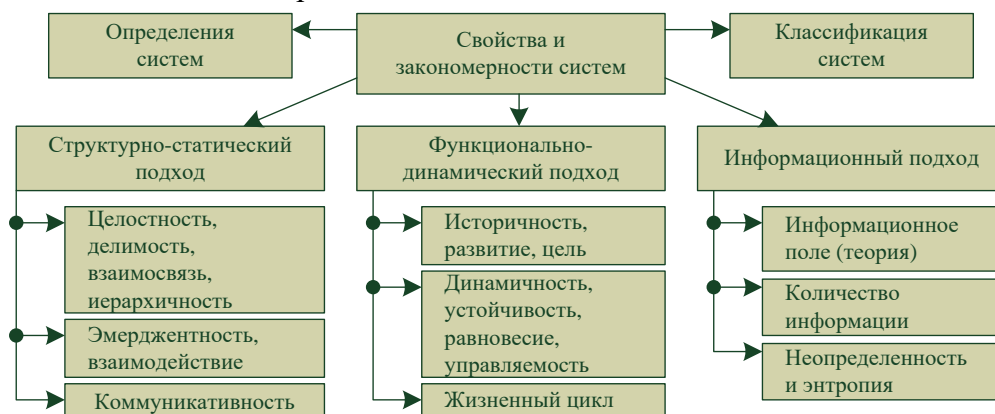 Определения
систем
Свойства и
закономерности систем
Классификация
систем
Структурно-статический
подход
Функционально-
динамический подход
Информационный подход
Целостность,
делимость,
взаимосвязь,
иерархичность
Эмерджентность,
взаимодействие
Коммуникативность
Историчность,
развитие, цель
Динамичность,
устойчивость,
равновесие,
управляемость
Жизненный цикл
Информационное
поле (теория)
Количество
информации
Неопределенность
и энтропия